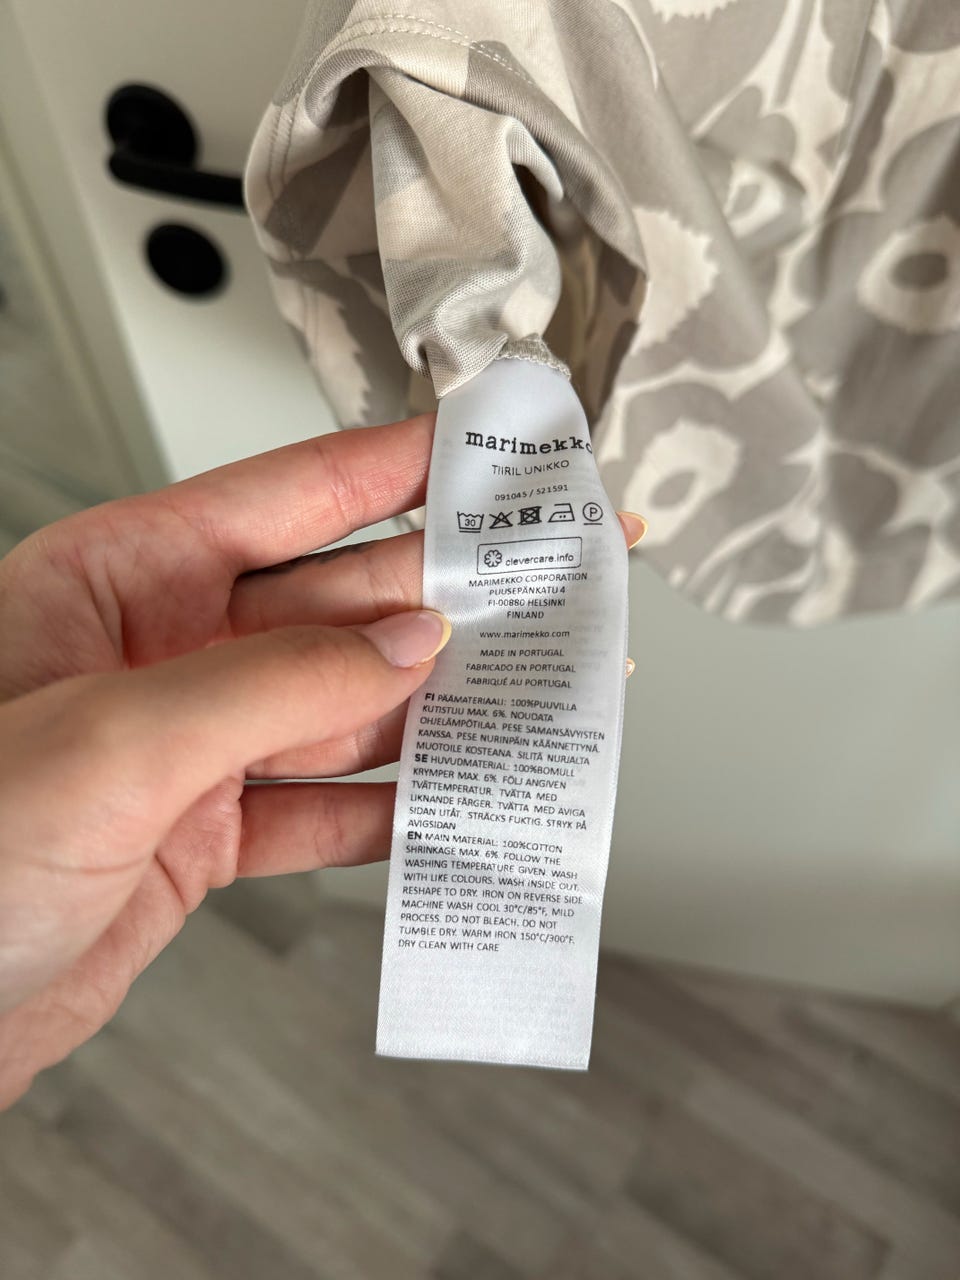 marimekko
TIIRIL UNIKKO
091045 / 521591
30 P
clevercare.info
MARIMEKKO CORPORATION
PUUSEPÄNKATU 4
FI-00880 HELSINKI
FINLAND
www.marimekko.com
MADE IN PORTUGAL
FABRICADO EN PORTUGAL
FABRIQUÉ AU PORTUGAL
FI PÄÄMATERIAALI: 100%PUUVILLA
KUTISTUU MAX. 6%. NOUDATA
OHJELÄMPÖTILAA. PESE SAMANSÄVYISTEN
KANSSA. PESE NURINPÄIN KÄÄNNETTYNÄ.
MUOTOILE KOSTEANA. SILITÄ NURJALTA
SE HUVUDMATERIAL: 100%BOMULL
KRYMPER MAX. 6%. FÖLJ ANGIVEN
TVÄTTEMPERATUR. TVÄTTA MED
LIKNANDE FÄRGER. TVÄTTA MED AVIGA
SIDAN UTÅT. STRÄCKS FUKTIG. STRYK PÅ
AVIGSIDAN
EN MAIN MATERIAL: 100%COTTON
SHRINKAGE MAX. 6%. FOLLOW THE
WASHING TEMPERATURE GIVEN. WASH
WITH LIKE COLOURS. WASH INSIDE OUT.
RESHAPE TO DRY. IRON ON REVERSE SIDE
MACHINE WASH COOL 30°C/85°F, MILD
PROCESS. DO NOT BLEACH. DO NOT
TUMBLE DRY. WARM IRON 150°C/300°F.
DRY CLEAN WITH CARE